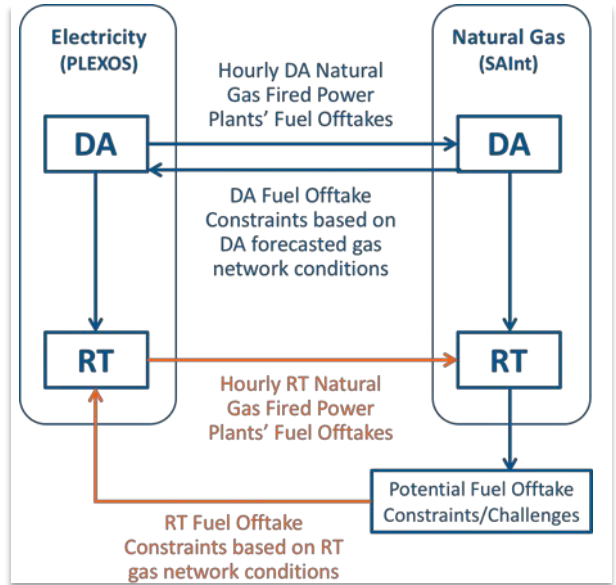 Electricity
(PLEXOS)
Natural Gas
(SAInt)
Hourly DA Natural
Gas Fired Power
Plants' Fuel Offtakes
DA
DA
DA Fuel Offtake
Constraints based on
DA forecasted gas
network conditions
RT
RT
Hourly RT Natural
Gas Fired Power
Plants' Fuel Offtakes
Potential Fuel Offtake
Constraints/Challenges
RT Fuel Offtake
Constraints based on RT
gas network conditions